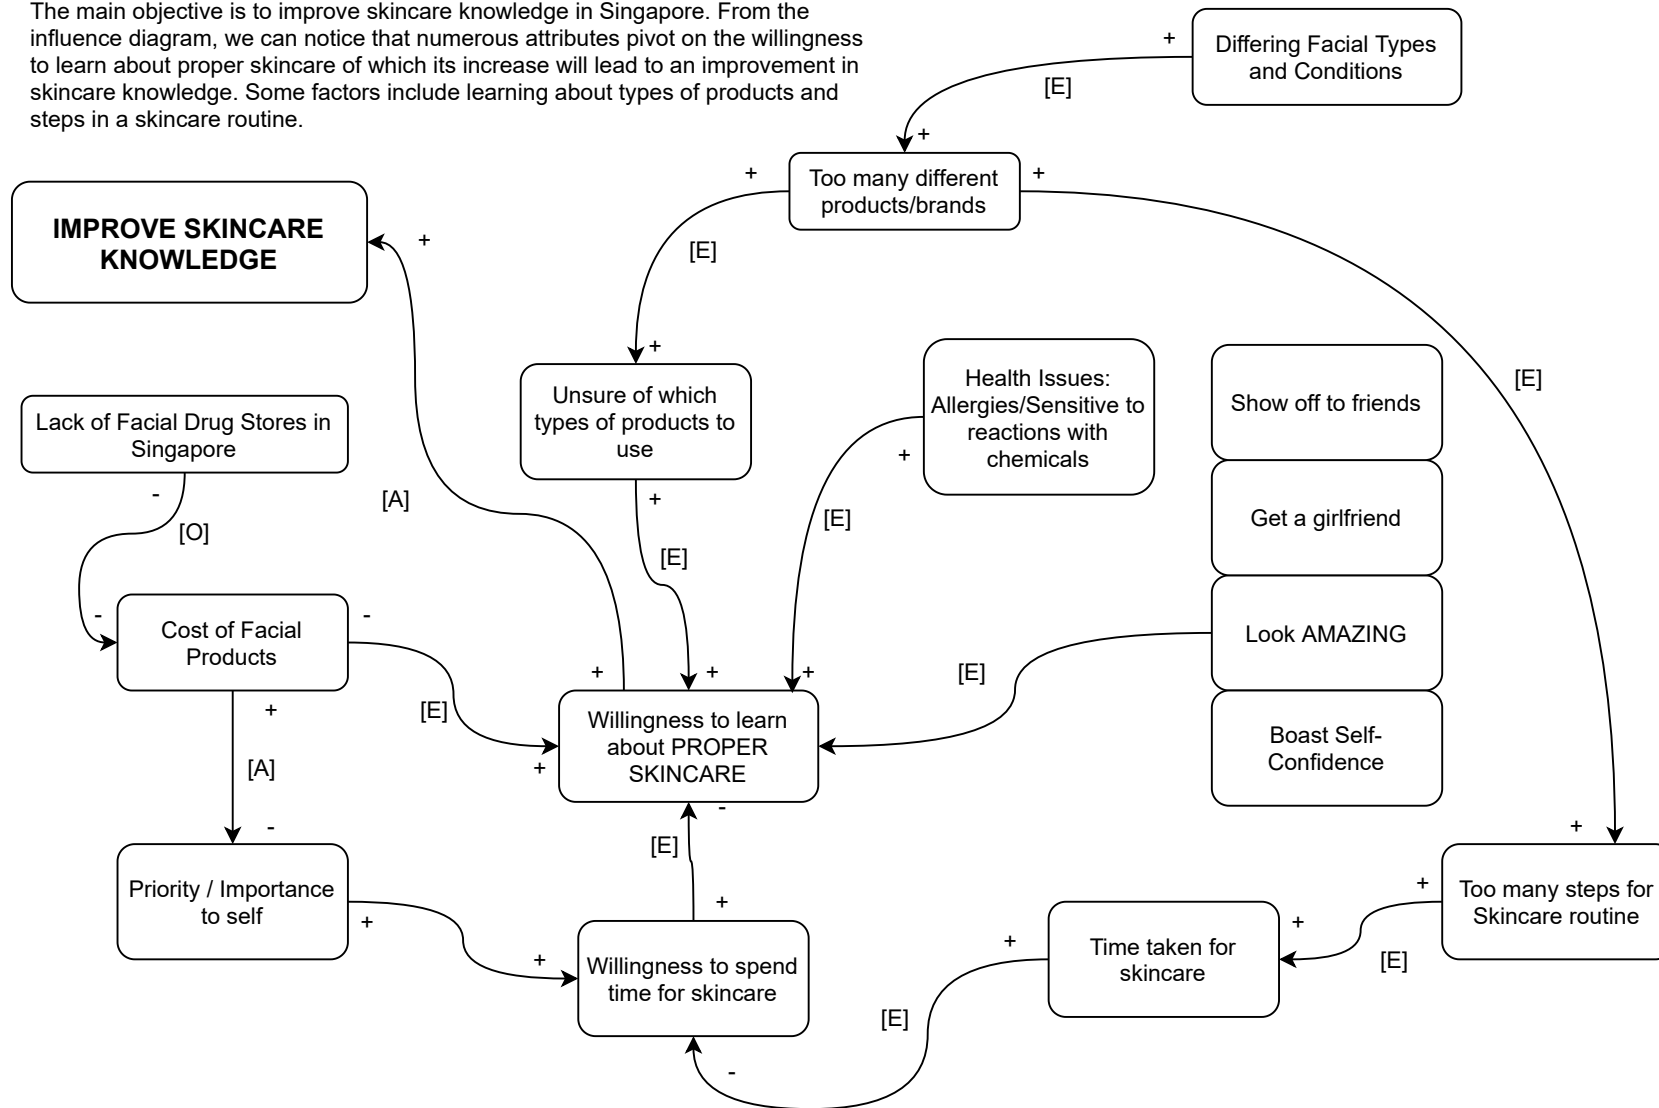 The main objective is to improve skincare knowledge in Singapore. From the
influence diagram, we can notice that numerous attributes pivot on the willingness
to learn about proper skincare of which its increase will lead to an improvement in
skincare knowledge. Some factors include learning about types of products and
steps in a skincare routine.
+
Differing Facial Types
and Conditions
[E]
+
+
Too many different
products/brands
+
IMPROVE SKINCARE
KNOWLEDGE
+
[E]
+
Unsure of which
types of products to
use
Health Issues:
Allergies/Sensitive to
reactions with
chemicals
+
Show off to friends
[E]
Lack of Facial Drug Stores in
Singapore
-
[O]
[A]
+
[E]
[E]
Get a girlfriend
-
Cost of Facial
Products
-
Look AMAZING
[E]
+
+
+
[E]
+
[A]
-
Willingness to learn
about PROPER
SKINCARE
+
-
Boast Self-
Confidence
[E]
+
+
Priority / Importance
to self
+
+
Willingness to spend
time for skincare
+
Too many steps for
Skincare routine
+
[E]
+
Time taken for
skincare
+
[E]
-